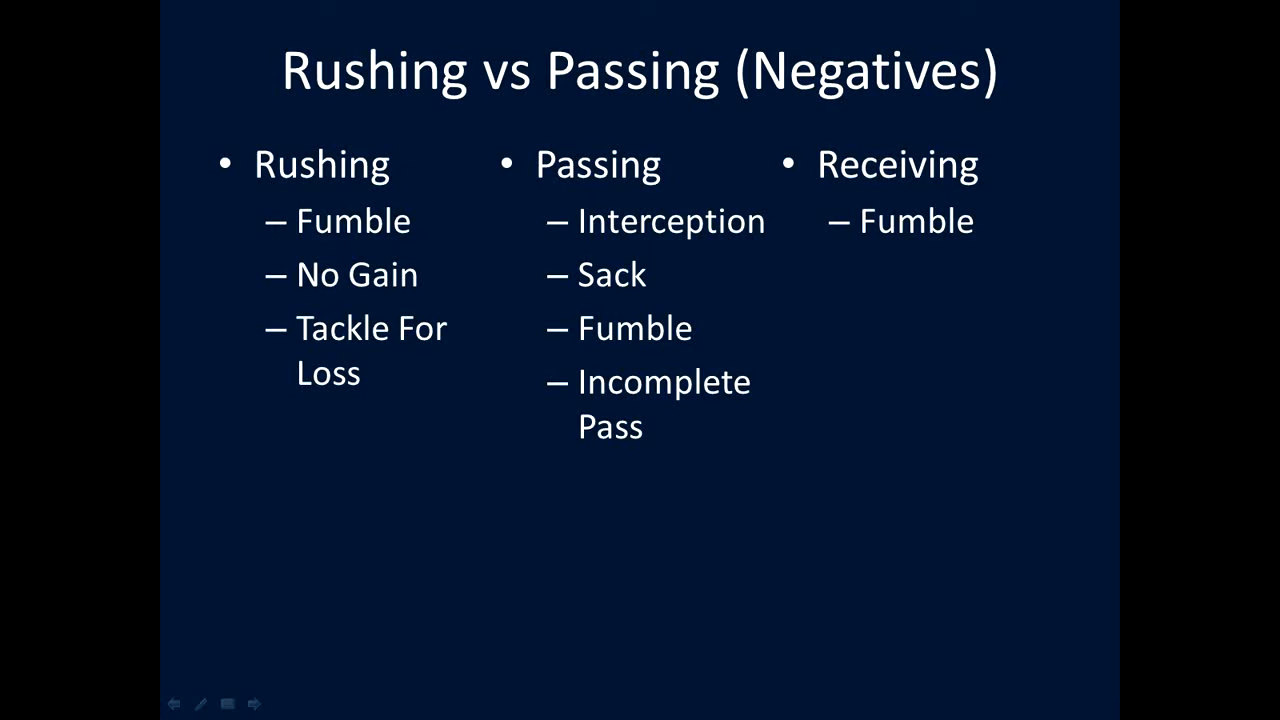 Rushing vs Passing (Negatives)
• Rushing
– Fumble
– No Gain
– Tackle For
Loss
• Passing
– Interception
– Sack
– Fumble
– Incomplete
Pass
• Receiving
– Fumble